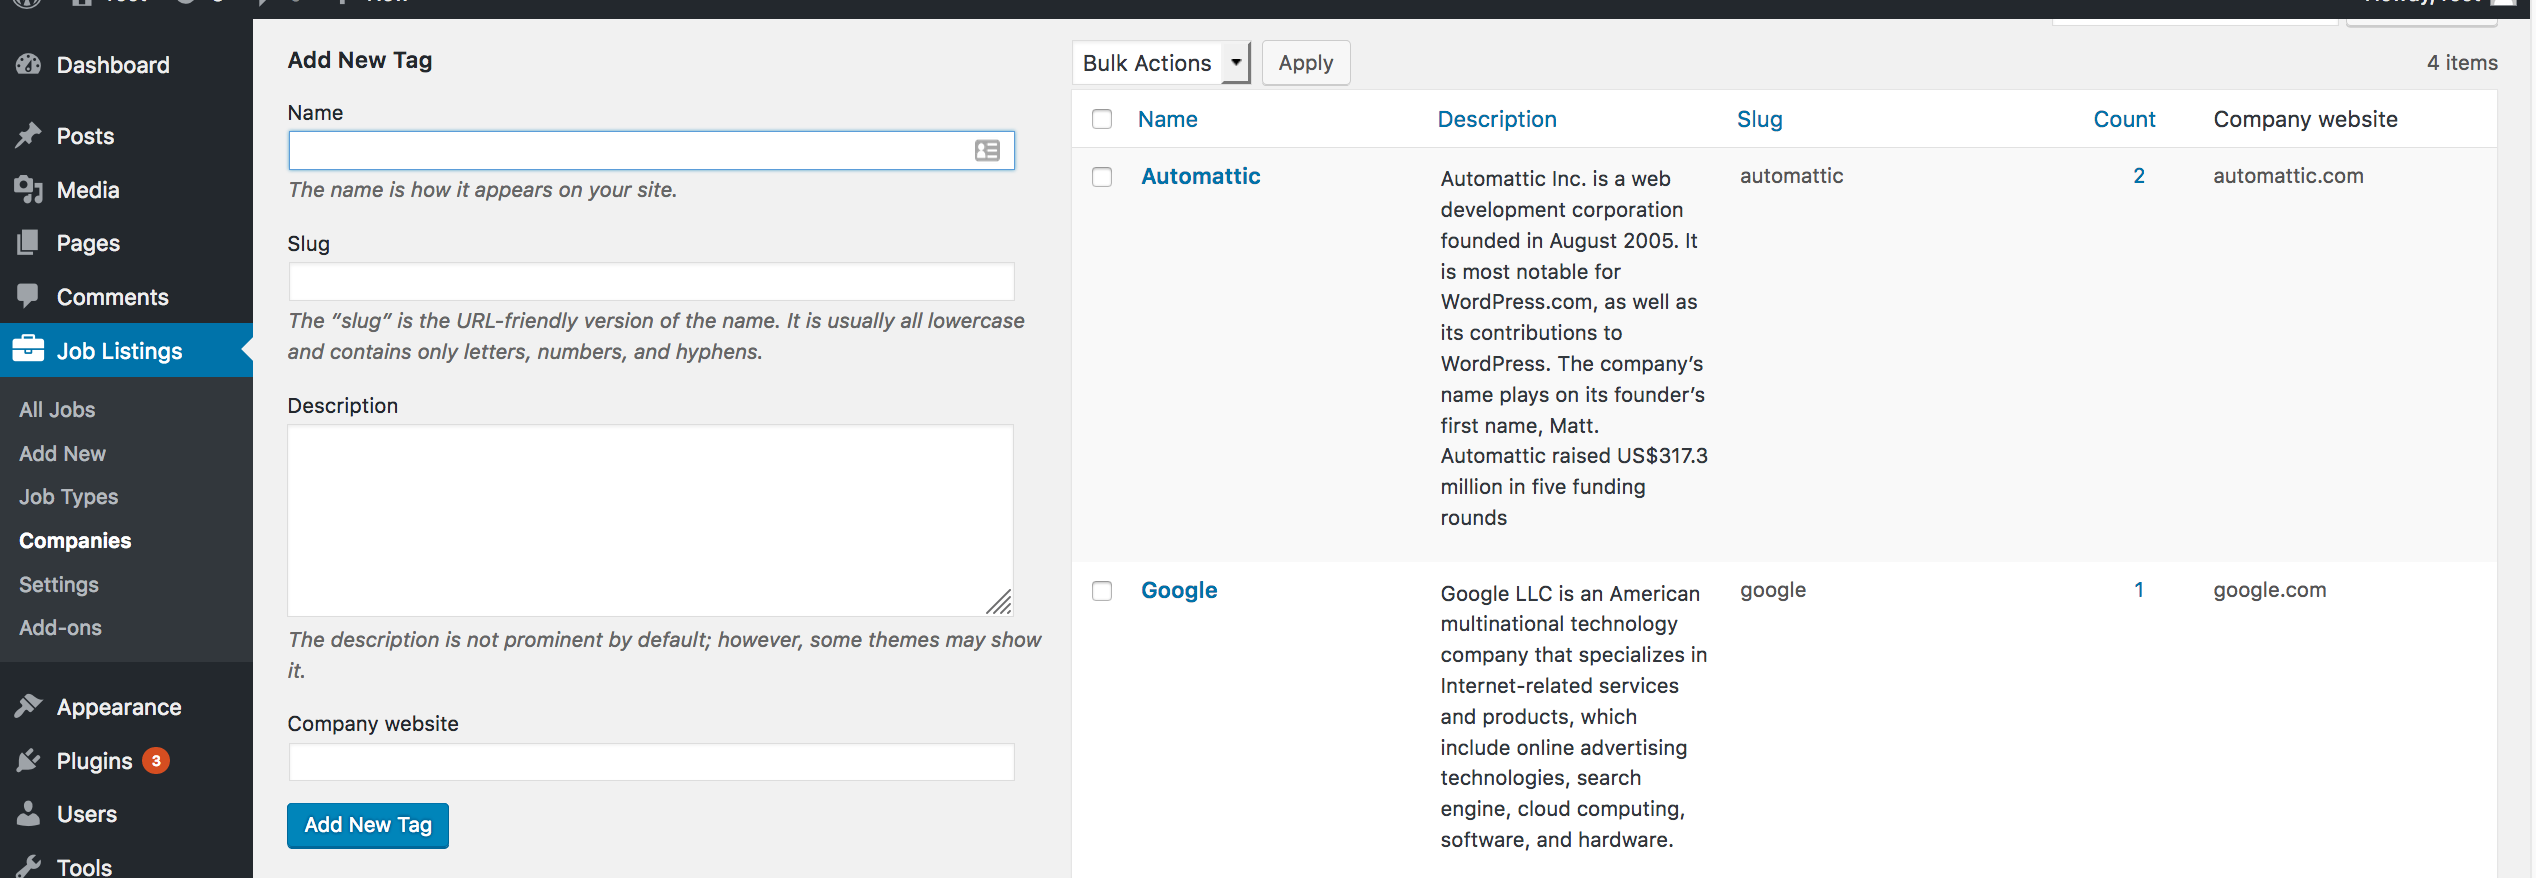 Dashboard
Posts
Media
Pages
Comments
Job Listings
All Jobs
Add New
Job Types
Companies
Settings
Add-ons
Appearance
Plugins 3
Users
Tools
Add New Tag
Name
The name is how it appears on your site.
Slug
The “slug” is the URL-friendly version of the name. It is usually all lowercase
and contains only letters, numbers, and hyphens.
Description
The description is not prominent by default; however, some themes may show
it.
Company website
Add New Tag
Bulk Actions Apply 4 items
Name Description Slug Count Company website
Automattic
Automattic Inc. is a web
development corporation
founded in August 2005. It
is most notable for
WordPress.com, as well as
its contributions to
WordPress. The company’s
name plays on its founder’s
first name, Matt.
Automattic raised US$317.3
million in five funding
rounds
automattic 2 automattic.com
Google
Google LLC is an American
multinational technology
company that specializes in
Internet-related services
and products, which
include online advertising
technologies, search
engine, cloud computing,
software, and hardware.
google 1 google.com